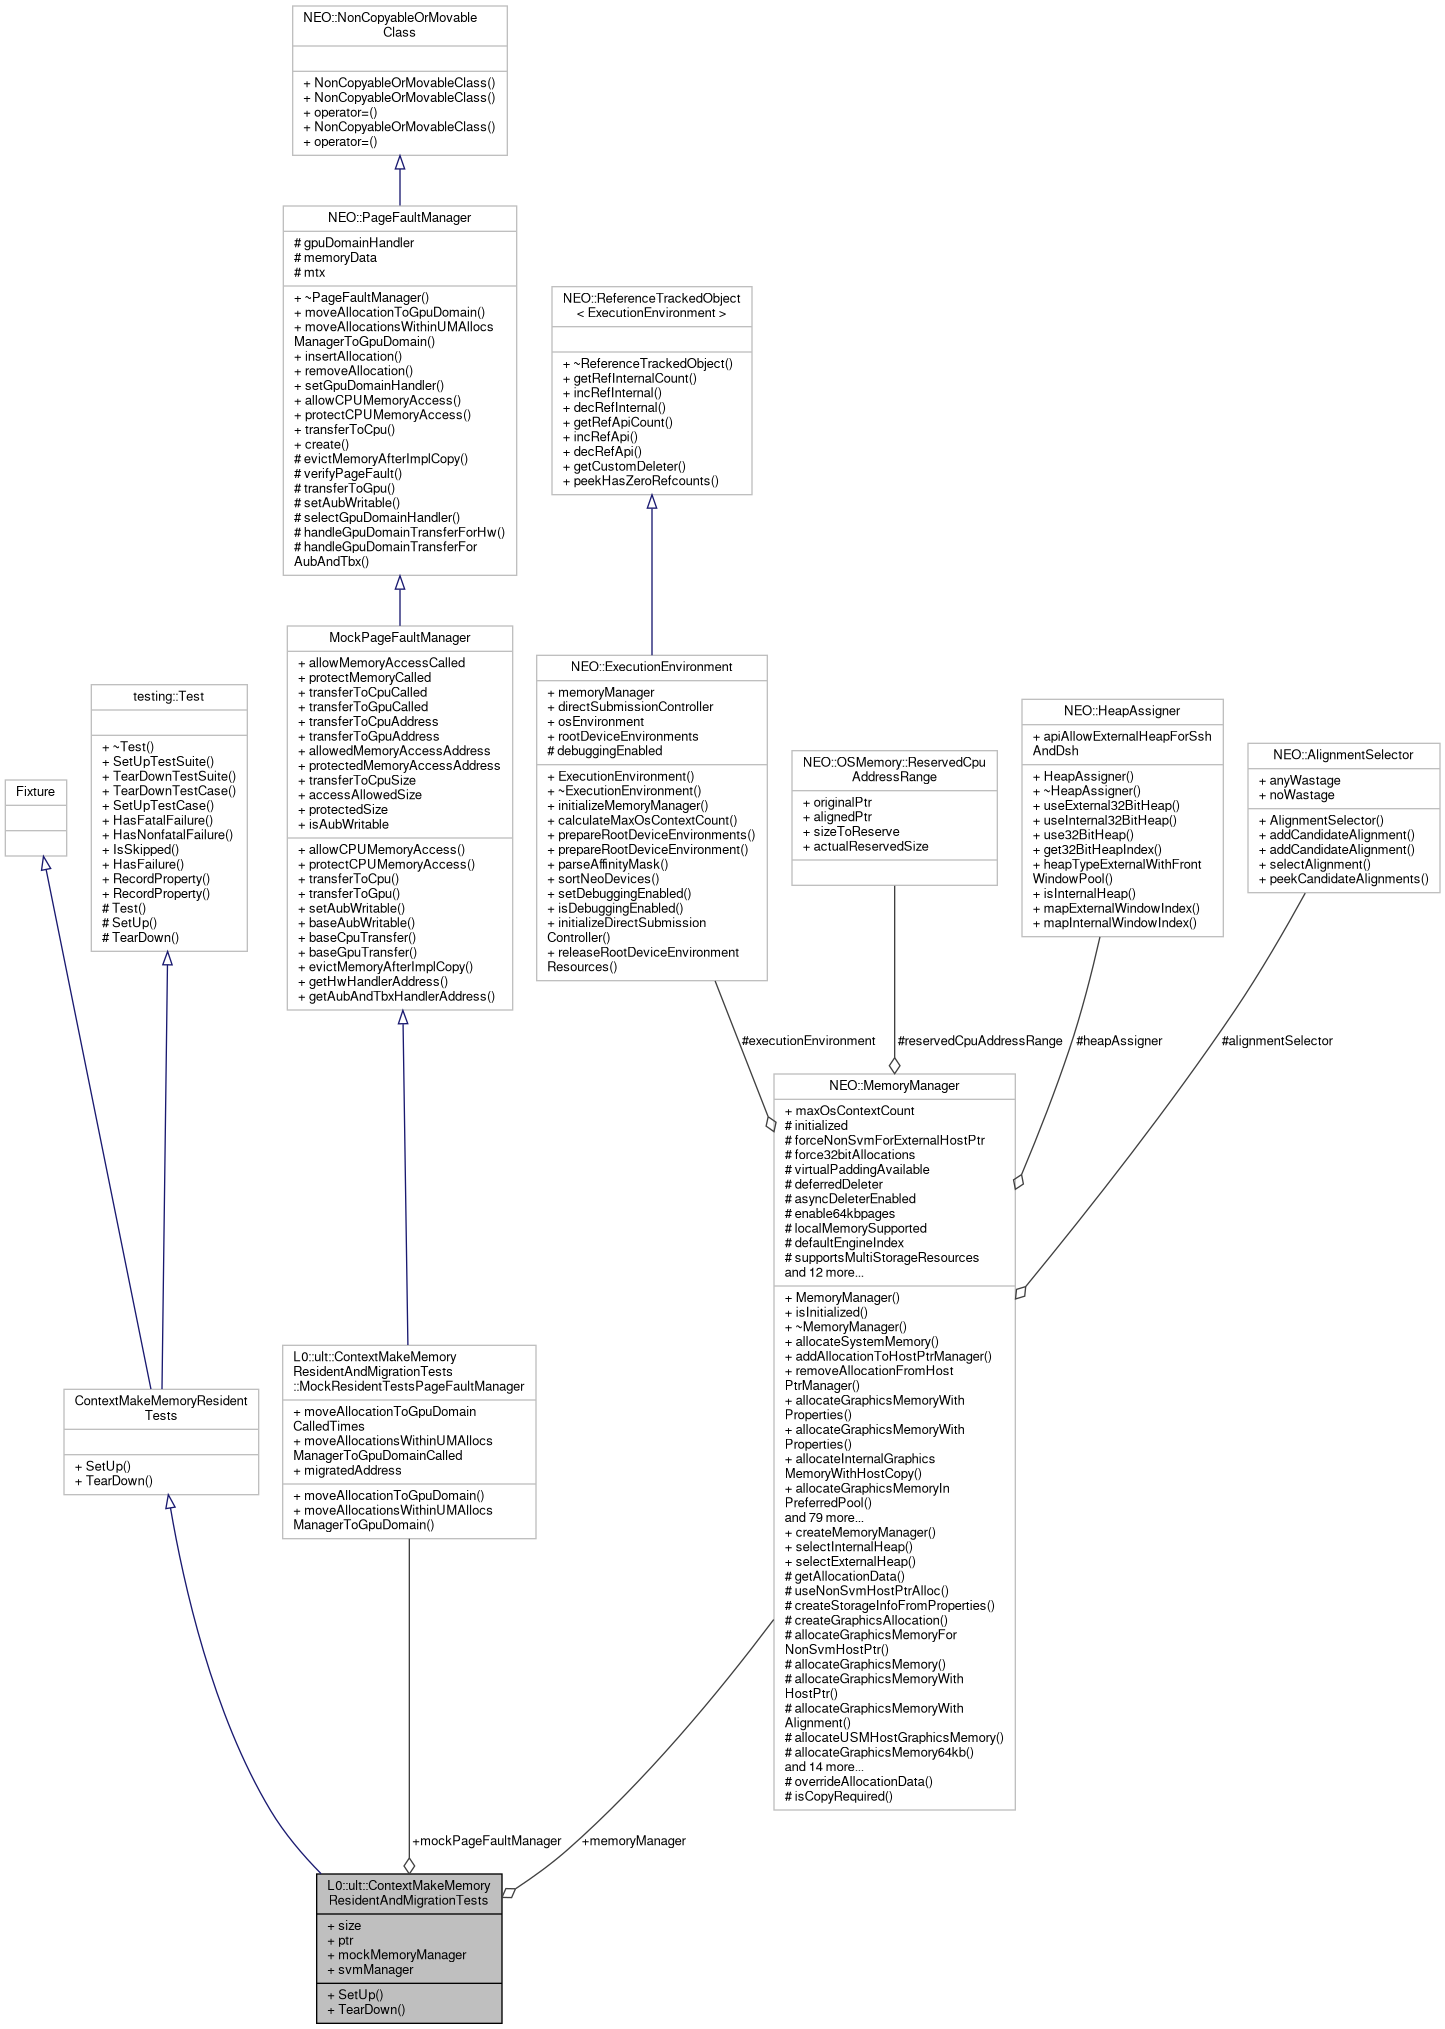 NEO::NonCopyableOrMovable
Class
+ NonCopyableOrMovableClass()
+ NonCopyableOrMovableClass()
+ operator=()
+ NonCopyableOrMovableClass()
+ operator=()
NEO::PageFaultManager
# gpuDomainHandler
# memoryData
# mtx
+ ~PageFaultManager()
+ moveAllocationToGpuDomain()
+ moveAllocationsWithinUMAllocs
ManagerToGpuDomain()
+ insertAllocation()
+ removeAllocation()
+ setGpuDomainHandler()
+ allowCPUMemoryAccess()
+ protectCPUMemoryAccess()
+ transferToCpu()
+ create()
# evictMemoryAfterImplCopy()
# verifyPageFault()
# transferToGpu()
# setAubWritable()
# selectGpuDomainHandler()
# handleGpuDomainTransferForHw()
# handleGpuDomainTransferFor
AubAndTbx()
NEO::ReferenceTrackedObject
< ExecutionEnvironment >
+ ~ReferenceTrackedObject()
+ getRefInternalCount()
+ incRefInternal()
+ decRefInternal()
+ getRefApiCount()
+ incRefApi()
+ decRefApi()
+ getCustomDeleter()
+ peekHasZeroRefcounts()
MockPageFaultManager
+ allowMemoryAccessCalled
+ protectMemoryCalled
+ transferToCpuCalled
+ transferToGpuCalled
+ transferToCpuAddress
+ transferToGpuAddress
+ allowedMemoryAccessAddress
+ protectedMemoryAccessAddress
+ transferToCpuSize
+ accessAllowedSize
+ protectedSize
+ isAubWritable
+ allowCPUMemoryAccess()
+ protectCPUMemoryAccess()
+ transferToCpu()
+ transferToGpu()
+ setAubWritable()
+ baseAubWritable()
+ baseCpuTransfer()
+ baseGpuTransfer()
+ evictMemoryAfterImplCopy()
+ getHwHandlerAddress()
+ getAubAndTbxHandlerAddress()
NEO::ExecutionEnvironment
+ memoryManager
+ directSubmissionController
+ osEnvironment
+ rootDeviceEnvironments
# debuggingEnabled
+ ExecutionEnvironment()
+ ~ExecutionEnvironment()
+ initializeMemoryManager()
+ calculateMaxOsContextCount()
+ prepareRootDeviceEnvironments()
+ prepareRootDeviceEnvironment()
+ parseAffinityMask()
+ sortNeoDevices()
+ setDebuggingEnabled()
+ isDebuggingEnabled()
+ initializeDirectSubmission
Controller()
+ releaseRootDeviceEnvironment
Resources()
testing::Test
+ ~Test()
+ SetUpTestSuite()
+ TearDownTestSuite()
+ TearDownTestCase()
+ SetUpTestCase()
+ HasFatalFailure()
+ HasNonfatalFailure()
+ IsSkipped()
+ HasFailure()
+ RecordProperty()
+ RecordProperty()
# Test()
# SetUp()
# TearDown()
Fixture
NEO::OSMemory::ReservedCpu
AddressRange
+ originalPtr
+ alignedPtr
+ sizeToReserve
+ actualReservedSize
NEO::HeapAssigner
+ apiAllowExternalHeapForSsh
AndDsh
+ HeapAssigner()
+ ~HeapAssigner()
+ useExternal32BitHeap()
+ useInternal32BitHeap()
+ use32BitHeap()
+ get32BitHeapIndex()
+ heapTypeExternalWithFront
WindowPool()
+ isInternalHeap()
+ mapExternalWindowIndex()
+ mapInternalWindowIndex()
NEO::AlignmentSelector
+ anyWastage
+ noWastage
+ AlignmentSelector()
+ addCandidateAlignment()
+ addCandidateAlignment()
+ selectAlignment()
+ peekCandidateAlignments()
#executionEnvironment
#reservedCpuAddressRange
#heapAssigner
#alignmentSelector
NEO::MemoryManager
+ maxOsContextCount
# initialized
# forceNonSvmForExternalHostPtr
# force32bitAllocations
# virtualPaddingAvailable
# deferredDeleter
# asyncDeleterEnabled
# enable64kbpages
# localMemorySupported
# defaultEngineIndex
# supportsMultiStorageResources
and 12 more...
+ MemoryManager()
+ isInitialized()
+ ~MemoryManager()
+ allocateSystemMemory()
+ addAllocationToHostPtrManager()
+ removeAllocationFromHost
PtrManager()
+ allocateGraphicsMemoryWith
Properties()
+ allocateGraphicsMemoryWith
Properties()
+ allocateInternalGraphics
MemoryWithHostCopy()
+ allocateGraphicsMemoryIn
PreferredPool()
and 79 more...
+ createMemoryManager()
+ selectInternalHeap()
+ selectExternalHeap()
# getAllocationData()
# useNonSvmHostPtrAlloc()
# createStorageInfoFromProperties()
# createGraphicsAllocation()
# allocateGraphicsMemoryFor
NonSvmHostPtr()
# allocateGraphicsMemory()
# allocateGraphicsMemoryWith
HostPtr()
# allocateGraphicsMemoryWith
Alignment()
# allocateUSMHostGraphicsMemory()
# allocateGraphicsMemory64kb()
and 14 more...
# overrideAllocationData()
# isCopyRequired()
L0::ult::ContextMakeMemory
ResidentAndMigrationTests
::MockResidentTestsPageFaultManager
+ moveAllocationToGpuDomain
CalledTimes
+ moveAllocationsWithinUMAllocs
ManagerToGpuDomainCalled
+ migratedAddress
+ moveAllocationToGpuDomain()
+ moveAllocationsWithinUMAllocs
ManagerToGpuDomain()
ContextMakeMemoryResident
Tests
+ SetUp()
+ TearDown()
+mockPageFaultManager
+memoryManager
L0::ult::ContextMakeMemory
ResidentAndMigrationTests
+ size
+ ptr
+ mockMemoryManager
+ svmManager
+ SetUp()
+ TearDown()